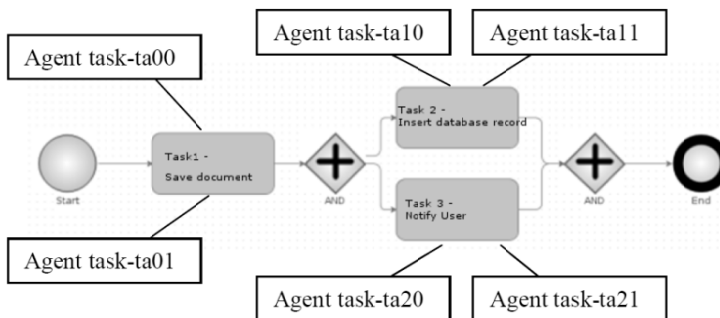 Agent task-ta10
Agent task-ta11
Agent task-ta00
Task 2 -
Insert database record
Task1 -
Save document
Start
AND
Task 3 -
Notify User
AND
End
Agent task-ta01
Agent task-ta20
Agent task-ta21